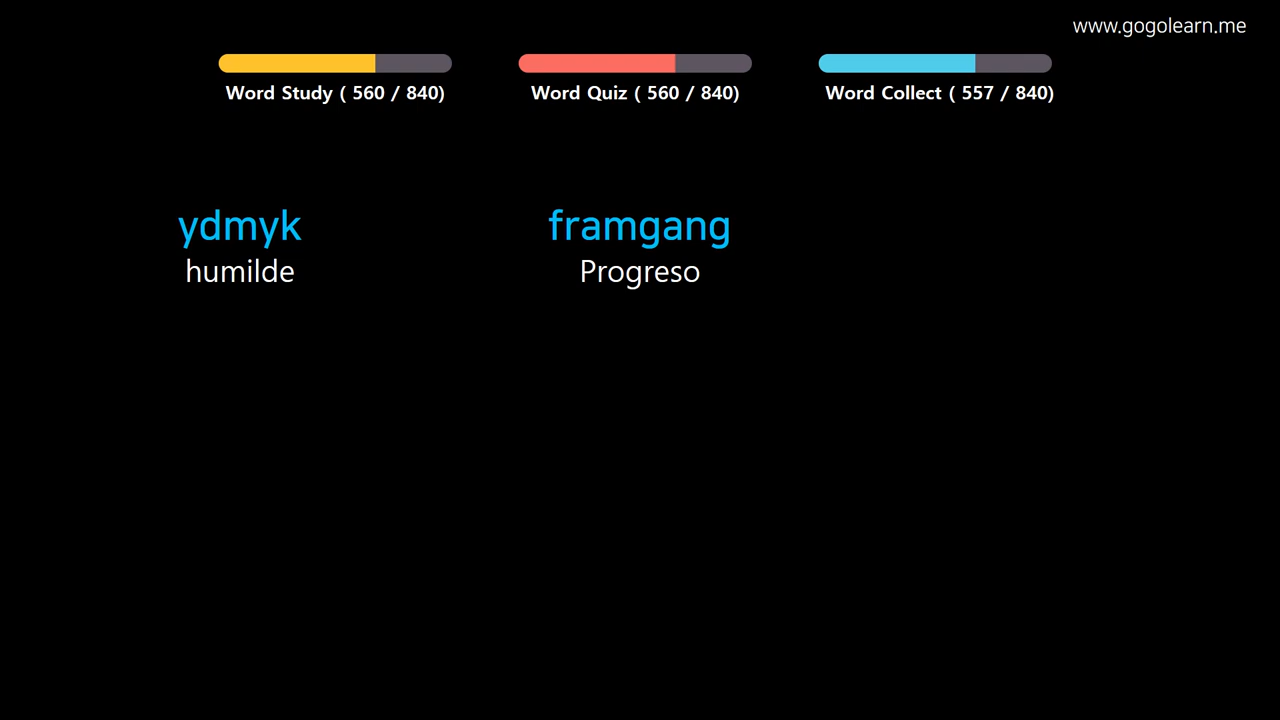 www.gogolearn.me
Word Study ( 560 / 840)
Word Quiz ( 560 / 840)
Word Collect ( 557 / 840)
ydmyk
framgang
humilde
Progreso